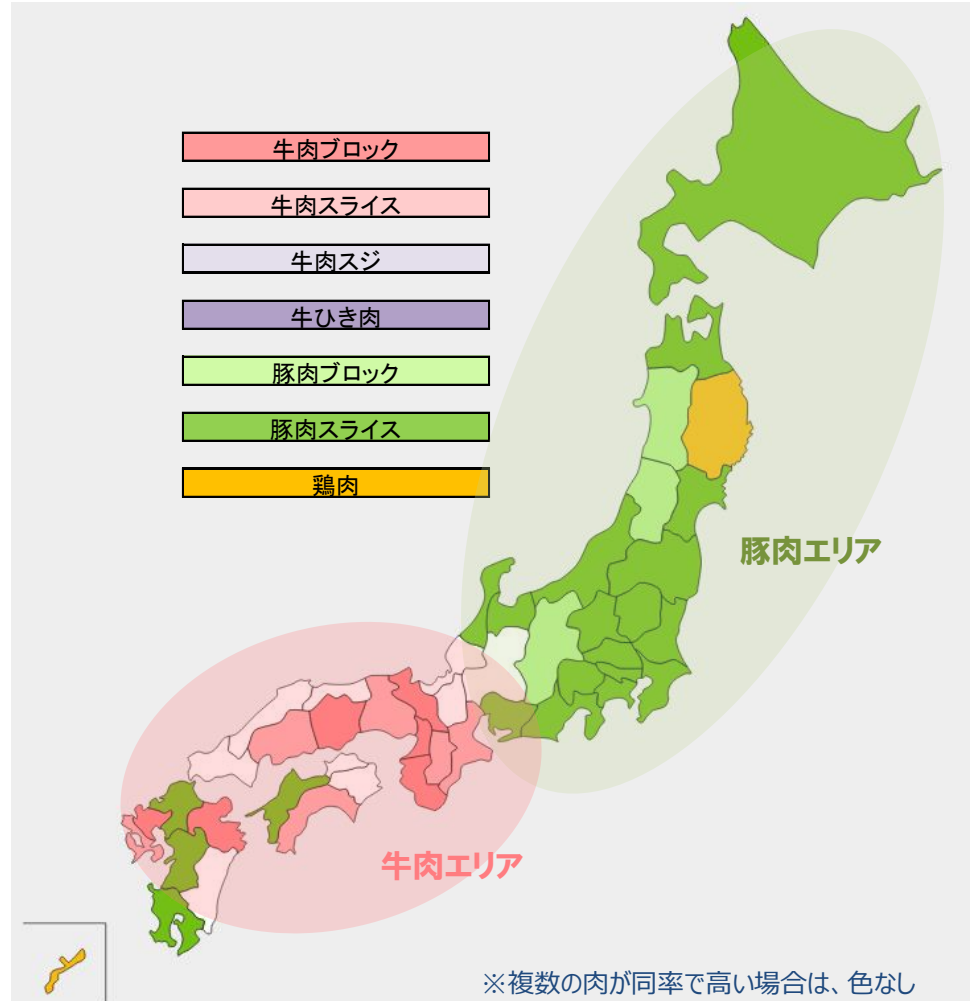 牛肉ブロック
牛肉スライス
牛肉スジ
牛ひき肉
豚肉ブロック
豚肉スライス
鶏肉
豚肉エリア
牛肉エリア
※複数の肉が同率で高い場合は、色なし